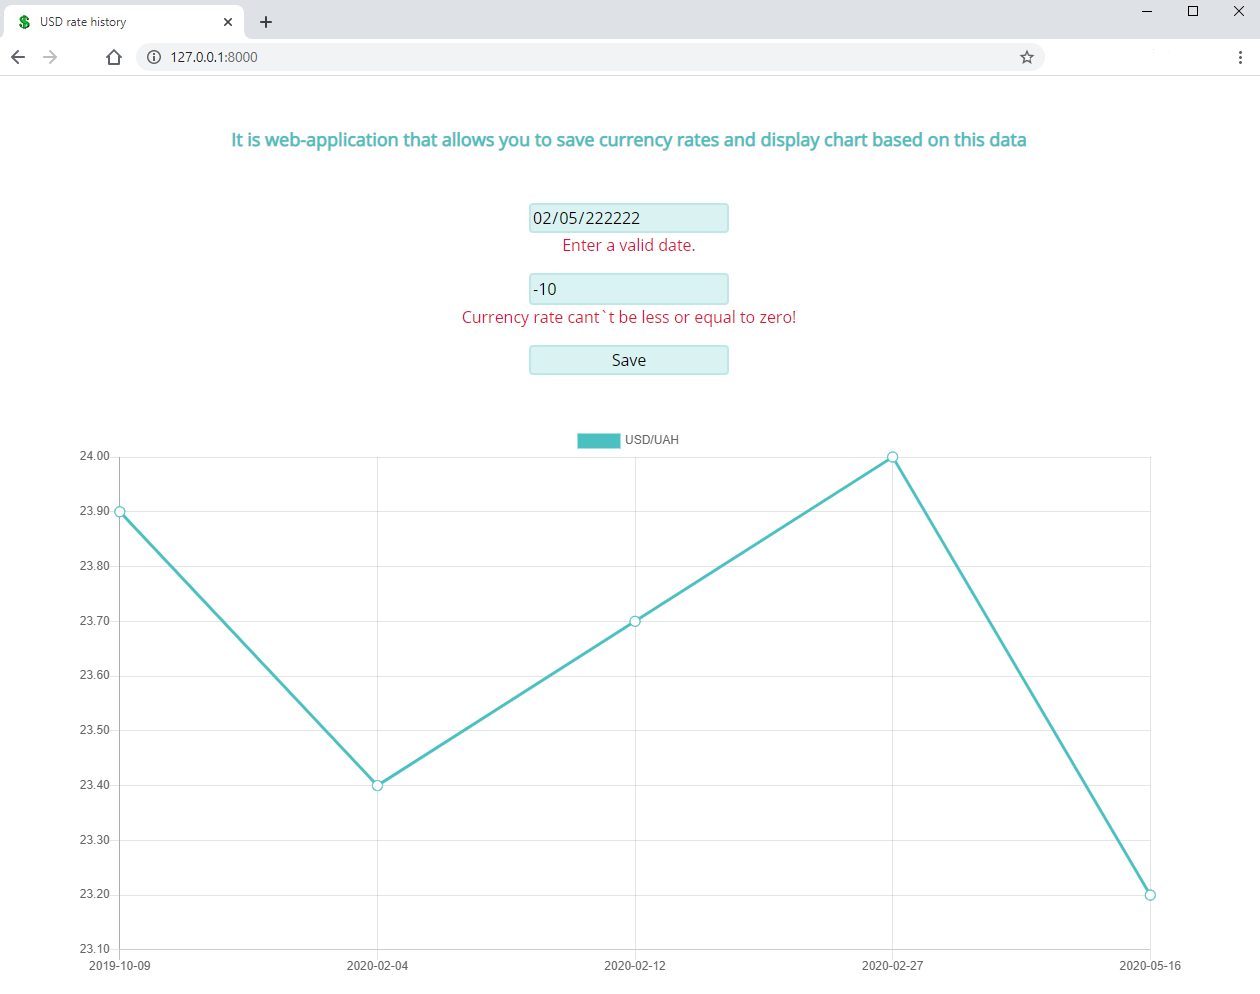 USD rate history
127.0.0.1:8000
It is web-application that allows you to save currency rates and display chart based on this data
02/05/222222
Enter a valid date.
-10
Currency rate cant`t be less or equal to zero!
Save
USD/UAH
24.00
23.90
23.80
23.70
23.60
23.50
23.40
23.30
23.20
23.10
2019-10-09 2020-02-04 2020-02-12 2020-02-27 2020-05-16